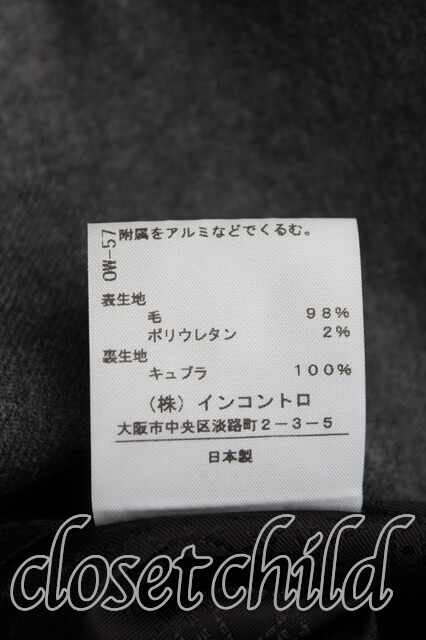 OW-57
附属をアルミなどでくるむ。
表生地
毛 98%
ポリウレタン 2%
裏生地
キュプラ 100%
(株)インコントロ
大阪市中央区淡路町2-3-5
日本製
closet child